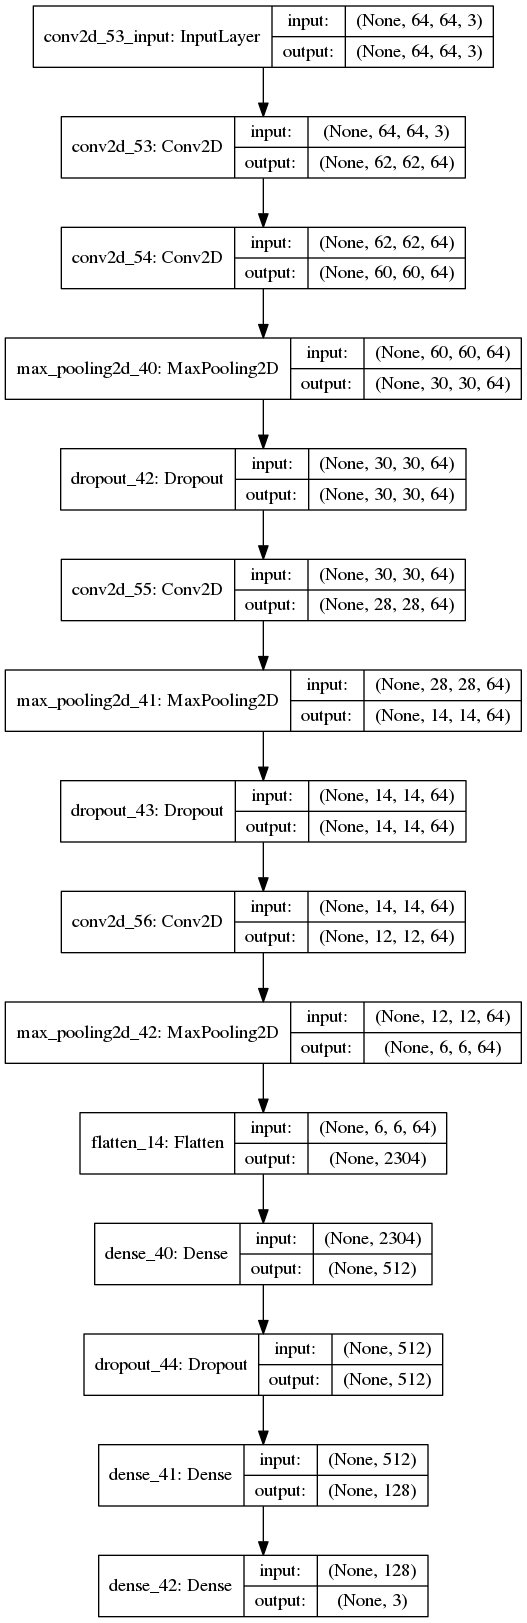 conv2d_53_input: InputLayer
input: (None, 64, 64, 3)
output: (None, 64, 64, 3)
conv2d_53: Conv2D
input: (None, 64, 64, 3)
output: (None, 62, 62, 64)
conv2d_54: Conv2D
input: (None, 62, 62, 64)
output: (None, 60, 60, 64)
max_pooling2d_40: MaxPooling2D
input: (None, 60, 60, 64)
output: (None, 30, 30, 64)
dropout_42: Dropout
input: (None, 30, 30, 64)
output: (None, 30, 30, 64)
conv2d_55: Conv2D
input: (None, 30, 30, 64)
output: (None, 28, 28, 64)
max_pooling2d_41: MaxPooling2D
input: (None, 28, 28, 64)
output: (None, 14, 14, 64)
dropout_43: Dropout
input: (None, 14, 14, 64)
output: (None, 14, 14, 64)
conv2d_56: Conv2D
input: (None, 14, 14, 64)
output: (None, 12, 12, 64)
max_pooling2d_42: MaxPooling2D
input: (None, 12, 12, 64)
output: (None, 6, 6, 64)
flatten_14: Flatten
input: (None, 6, 6, 64)
output: (None, 2304)
dense_40: Dense
input: (None, 2304)
output: (None, 512)
dropout_44: Dropout
input: (None, 512)
output: (None, 512)
dense_41: Dense
input: (None, 512)
output: (None, 128)
dense_42: Dense
input: (None, 128)
output: (None, 3)